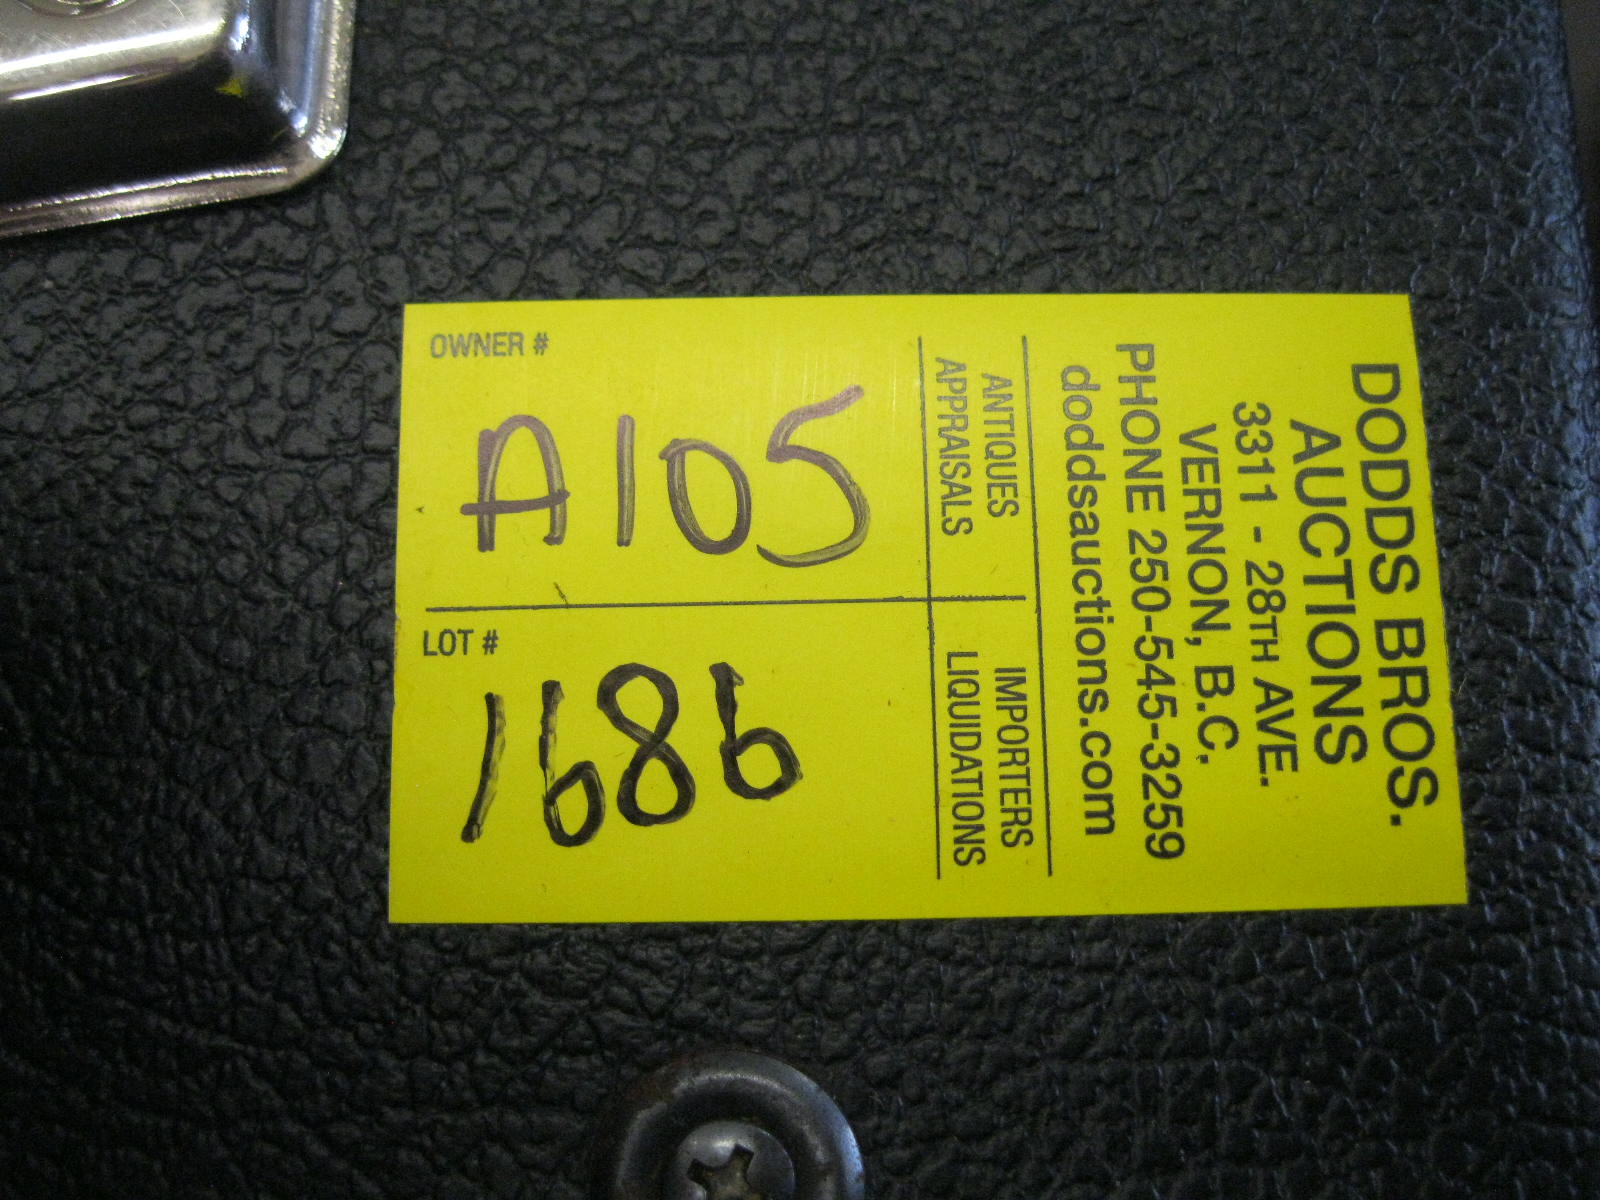 DODDS BROS.
AUCTIONS
3311 - 28TH AVE.
VERNON, B.C.
PHONE 250-545-3259
doddsauctions.com
ANTIQUES
APPRAISALS
IMPORTERS
LIQUIDATIONS
OWNER #
A105
LOT #
1686